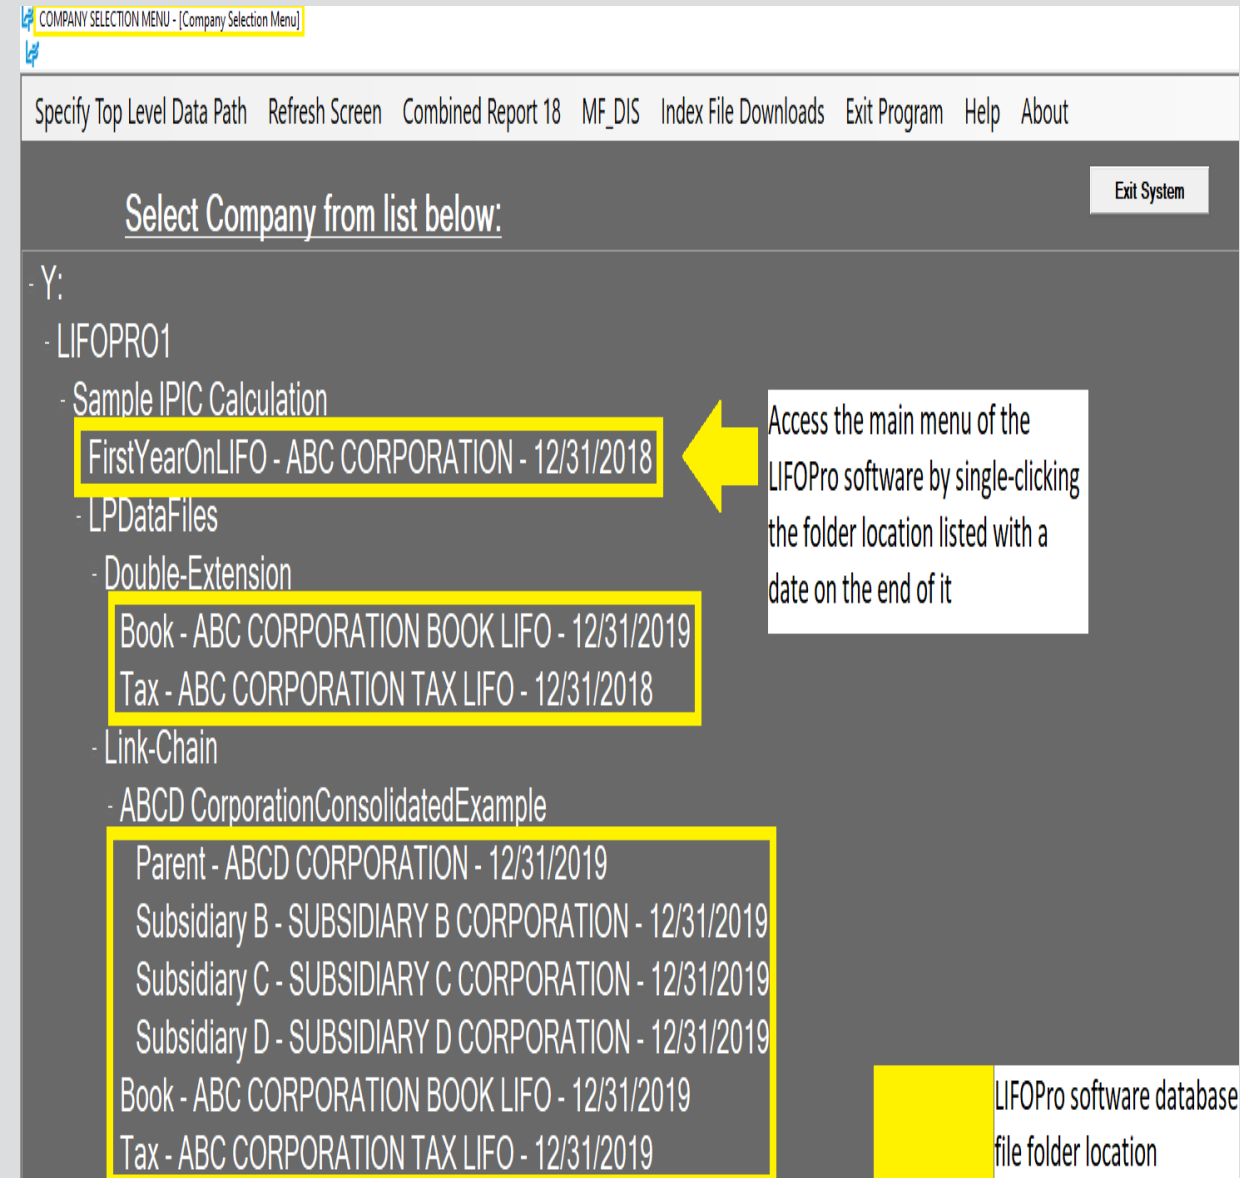 COMPANY SELECTION MENU - [Company Selection Menu]
Specify Top Level Data Path Refresh Screen Combined Report 18 MF_DIS Index File Downloads Exit Program Help About
Exit System
Select Company from list below:
- Y:
- LIFOPRO1
- Sample IPIC Calculation
FirstYearOnLIFO - ABC CORPORATION - 12/31/2018
Access the main menu of the
LIFOPro software by single-clicking
the folder location listed with a
date on the end of it
- LPDataFiles
- Double-Extension
Book - ABC CORPORATION BOOK LIFO - 12/31/2019
Tax - ABC CORPORATION TAX LIFO - 12/31/2018
- Link-Chain
- ABCD CorporationConsolidatedExample
Parent - ABCD CORPORATION - 12/31/2019
Subsidiary B - SUBSIDIARY B CORPORATION - 12/31/2019
Subsidiary C - SUBSIDIARY C CORPORATION - 12/31/2019
Subsidiary D - SUBSIDIARY D CORPORATION - 12/31/2019
Book - ABC CORPORATION BOOK LIFO - 12/31/2019
Tax - ABC CORPORATION TAX LIFO - 12/31/2019
LIFOPro software database
file folder location